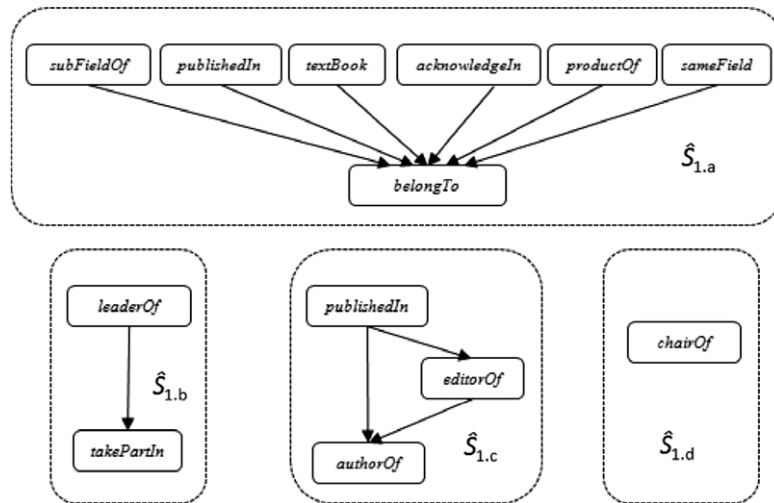 subFieldOf publishedIn textBook acknowledgeIn productOf sameField
belongTo
Ŝ1.a
leaderOf
takePartIn
Ŝ1.b
publishedIn
editorOf
authorOf
Ŝ1.c
chairOf
Ŝ1.d